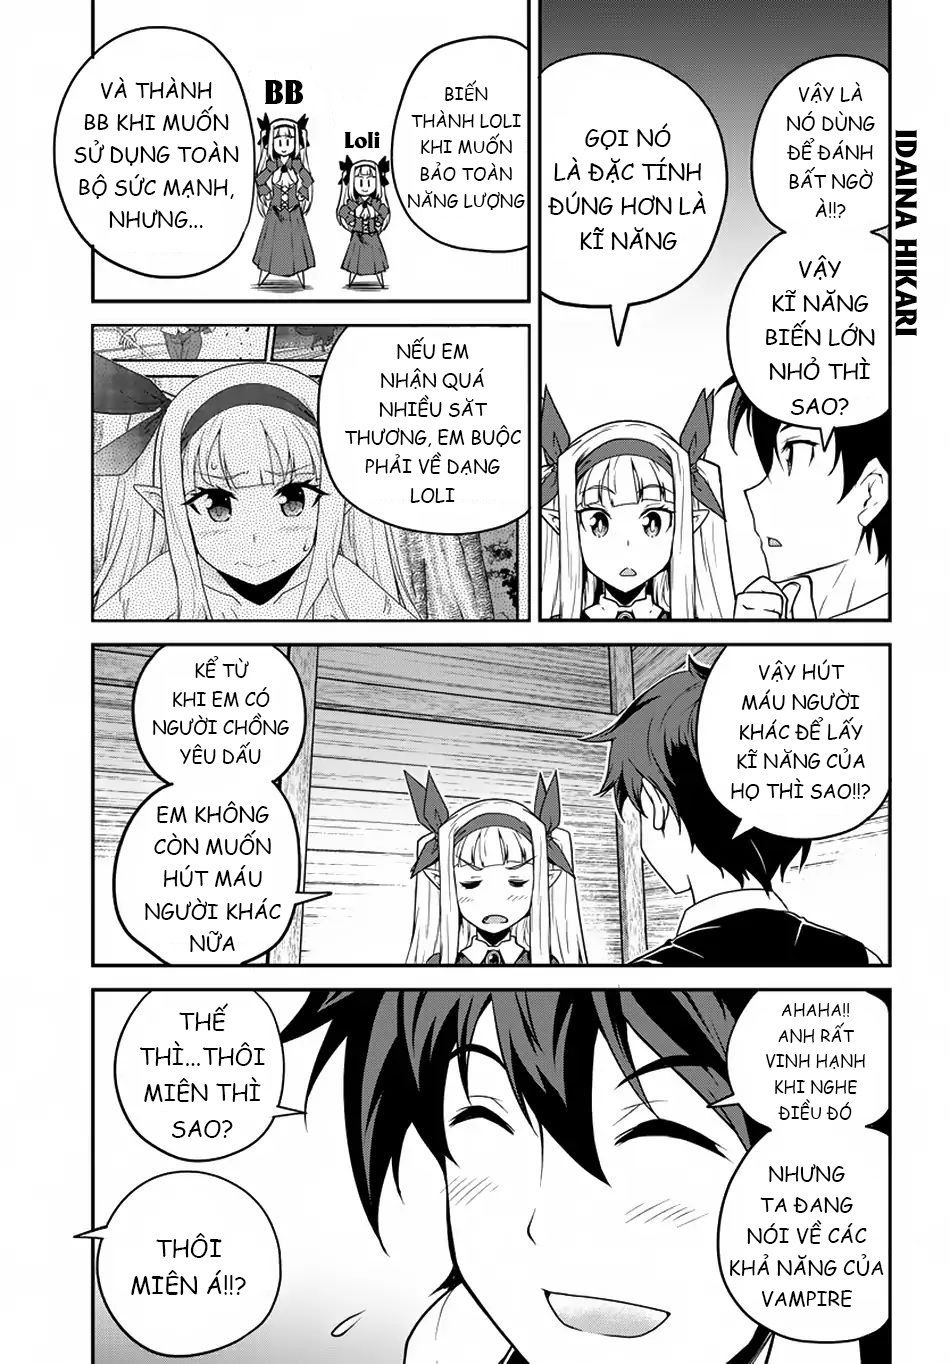 VẬY LÀ
NÓ DÙNG
ĐỂ ĐÁNH
BẤT NGỜ
À!!?
VẬY
KĨ NĂNG
BIẾN LỚN
NHỎ THÌ
SAO?
GỌI NÓ
LÀ ĐẶC TÍNH
ĐÚNG HƠN LÀ
KĨ NĂNG
IDAINA HIKARI
BIẾN
THÀNH LOLI
KHI MUỐN
BẢO TOÀN
NĂNG LƯỢNG
Loli
BB
VÀ THÀNH
BB KHI MUỐN
SỬ DỤNG TOÀN
BỘ SỨC MẠNH,
NHƯNG...
NẾU EM
NHẬN QUÁ
NHIỀU SĂT
THƯƠNG, EM BUỘC
PHẢI VỀ DẠNG
LOLI
VẬY HÚT
MÁU NGƯỜI
KHÁC ĐỂ LẤY
KĨ NĂNG CỦA
HỌ THÌ SAO!!?
KỂ TỪ
KHI EM CÓ
NGƯỜI CHỒNG
YÊU DẤU
EM KHÔNG
CÒN MUỐN
HÚT MÁU
NGƯỜI KHÁC
NỮA
AHAHA!!
ANH RẤT
VINH HẠNH
KHI NGHE
ĐIỀU ĐÓ
NHƯNG
TA ĐANG
NÓI VỀ CÁC
KHẢ NĂNG CỦA
VAMPIRE
THẾ
THÌ...THÔI
MIÊN THÌ
SAO?
THÔI
MIÊN Á!!?